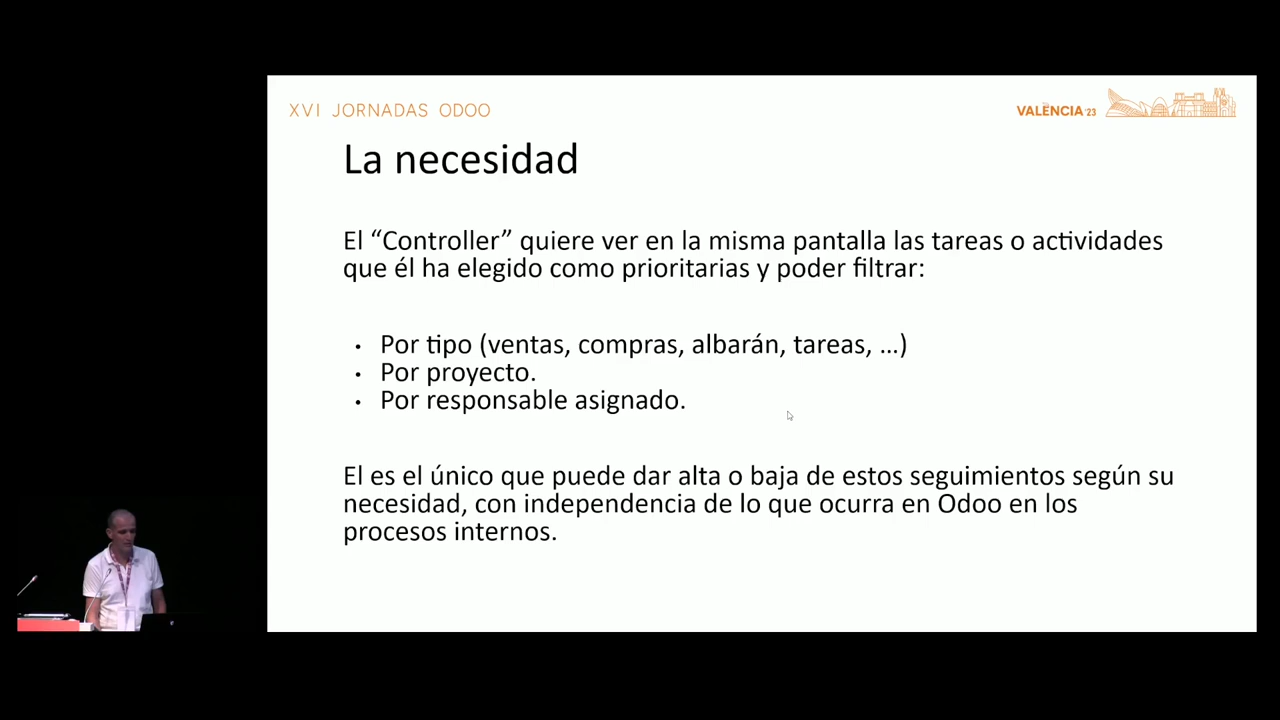 XVI JORNADAS ODOO
VALÈNCIA '23
La necesidad
El “Controller” quiere ver en la misma pantalla las tareas o actividades
que él ha elegido como prioritarias y poder filtrar:
• Por tipo (ventas, compras, albarán, tareas, ...)
• Por proyecto.
• Por responsable asignado.
El es el único que puede dar alta o baja de estos seguimientos según su
necesidad, con independencia de lo que ocurra en Odoo en los
procesos internos.